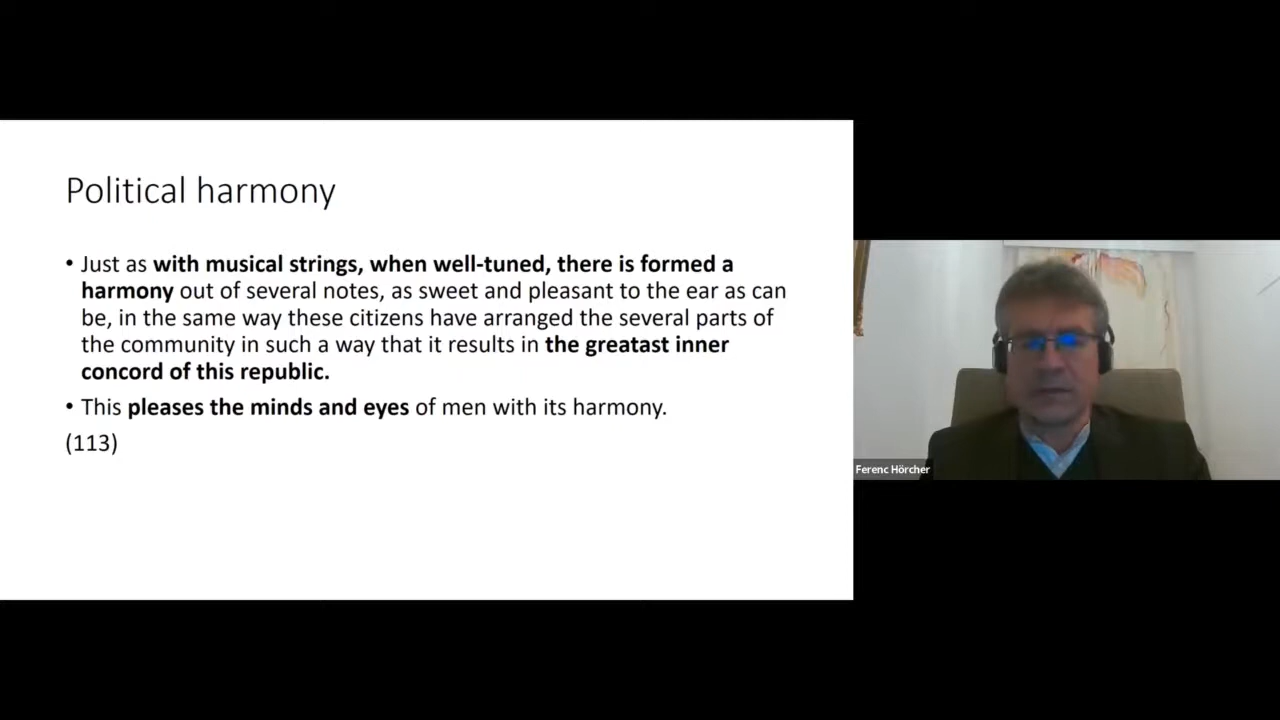 Political harmony
• Just as with musical strings, when well-tuned, there is formed a
harmony out of several notes, as sweet and pleasant to the ear as can
be, in the same way these citizens have arranged the several parts of
the community in such a way that it results in the greatast inner
concord of this republic.
• This pleases the minds and eyes of men with its harmony.
(113)
Ferenc Hörcher